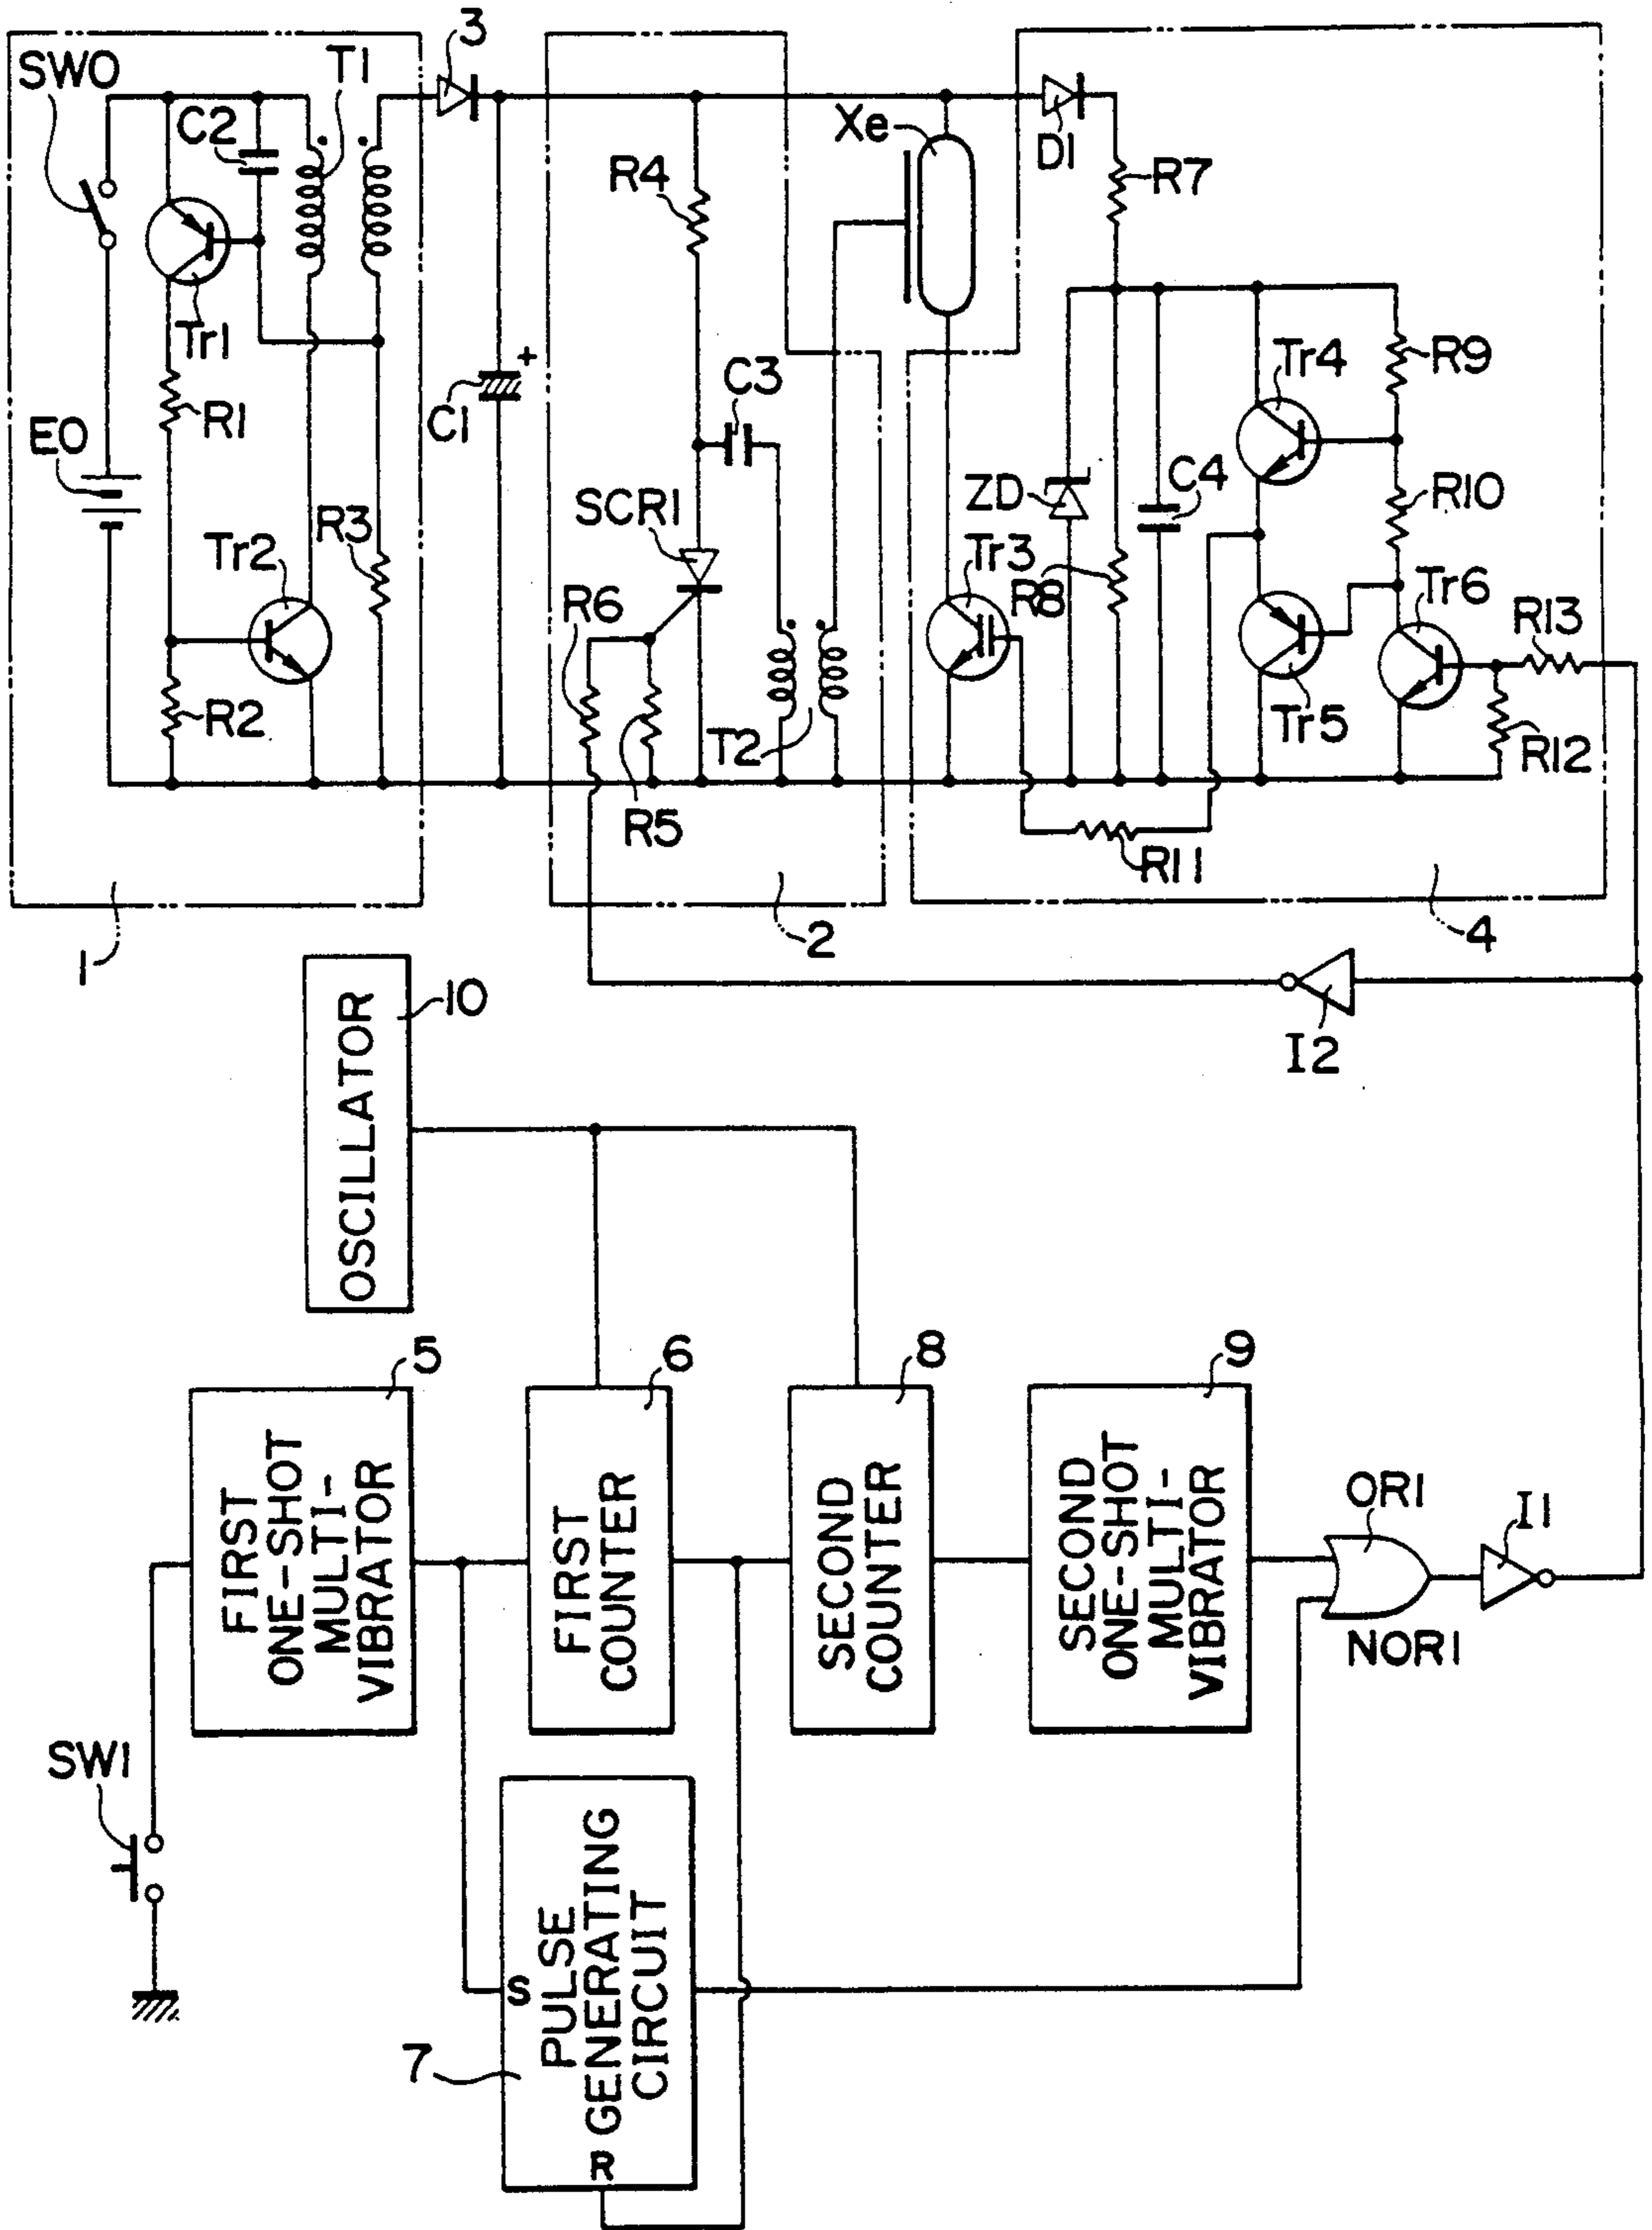 3
SW0
T1
C2
Xe
D1
R4
R7
Tr1
R1
C3
Tr4
R9
E0
C1
+
ZD
C4
R10
SCR1
R3
Tr2
Tr3
R8
Tr6
R6
R13
R2
T2
Tr5
R12
R5
R11
1
2
4
10
OSCILLATOR
I2
5
6
8
9
FIRST
ONE-SHOT
MULTI-
VIBRATOR
FIRST
COUNTER
SECOND
COUNTER
SECOND
ONE-SHOT
MULTI-
VIBRATOR
OR1
I1
NOR1
SW1
S
PULSE
GENERATING
CIRCUIT
7
R